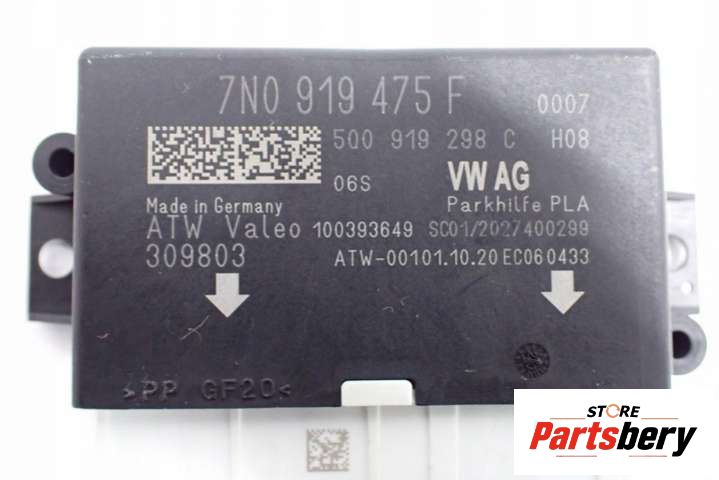 7N0 919 475 F 0007
5Q0 919 298 C H08
06S VW AG
Made in Germany Parkhilfe PLA
ATW Valeo 100393649 SC01/2027400299
309803 ATW-00101.10.20 EC060433
>PP GF20<
STORE
Partsbery